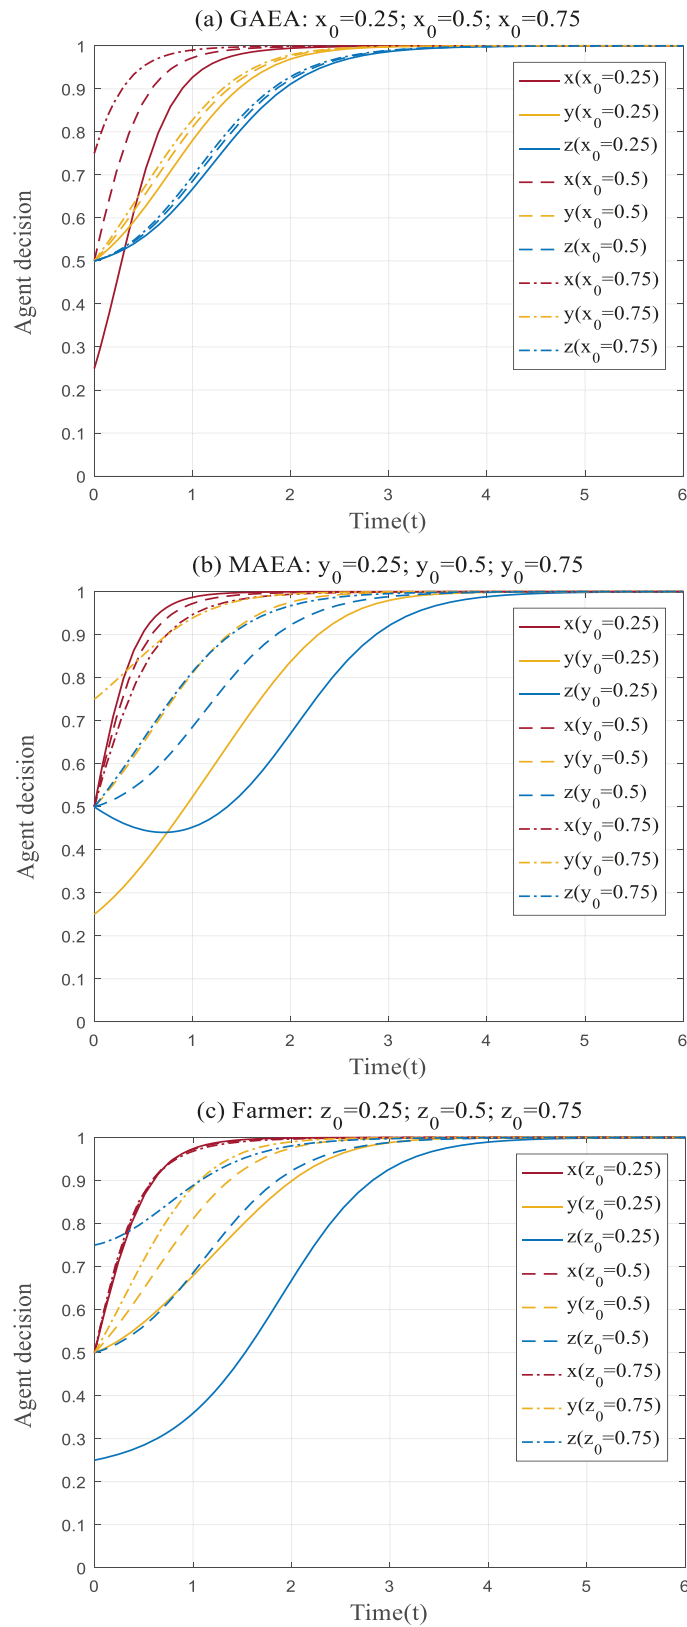 (a) GAEA: x₀=0.25; x₀=0.5; x₀=0.75
1
0.9
0.8
0.7
0.6
0.5
0.4
0.3
0.2
0.1
0
Agent decision
x(x₀=0.25)
y(x₀=0.25)
z(x₀=0.25)
x(x₀=0.5)
y(x₀=0.5)
z(x₀=0.5)
x(x₀=0.75)
y(x₀=0.75)
z(x₀=0.75)
0 1 2 3 4 5 6
Time(t)
(b) MAEA: y₀=0.25; y₀=0.5; y₀=0.75
1
0.9
0.8
0.7
0.6
0.5
0.4
0.3
0.2
0.1
0
Agent decision
x(y₀=0.25)
y(y₀=0.25)
z(y₀=0.25)
x(y₀=0.5)
y(y₀=0.5)
z(y₀=0.5)
x(y₀=0.75)
y(y₀=0.75)
z(y₀=0.75)
0 1 2 3 4 5 6
Time(t)
(c) Farmer: z₀=0.25; z₀=0.5; z₀=0.75
1
0.9
0.8
0.7
0.6
0.5
0.4
0.3
0.2
0.1
0
Agent decision
x(z₀=0.25)
y(z₀=0.25)
z(z₀=0.25)
x(z₀=0.5)
y(z₀=0.5)
z(z₀=0.5)
x(z₀=0.75)
y(z₀=0.75)
z(z₀=0.75)
0 1 2 3 4 5 6
Time(t)